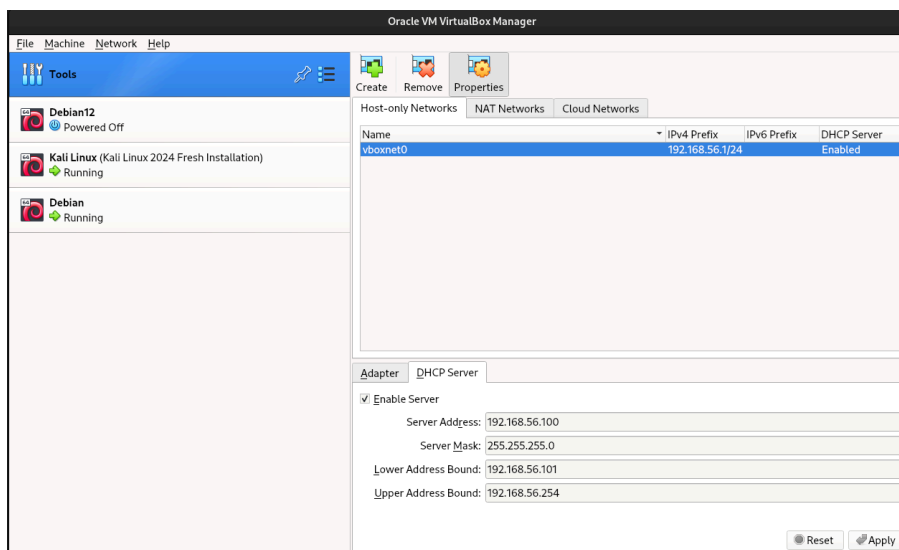 Oracle VM VirtualBox Manager
File Machine Network Help
Tools
Debian12
Powered Off
Kali Linux (Kali Linux 2024 Fresh Installation)
Running
Debian
Running
Create Remove Properties
Host-only Networks NAT Networks Cloud Networks
Name IPv4 Prefix IPv6 Prefix DHCP Server
vboxnet0 192.168.56.1/24 Enabled
Adapter DHCP Server
Enable Server
Server Address: 192.168.56.100
Server Mask: 255.255.255.0
Lower Address Bound: 192.168.56.101
Upper Address Bound: 192.168.56.254
Reset Apply